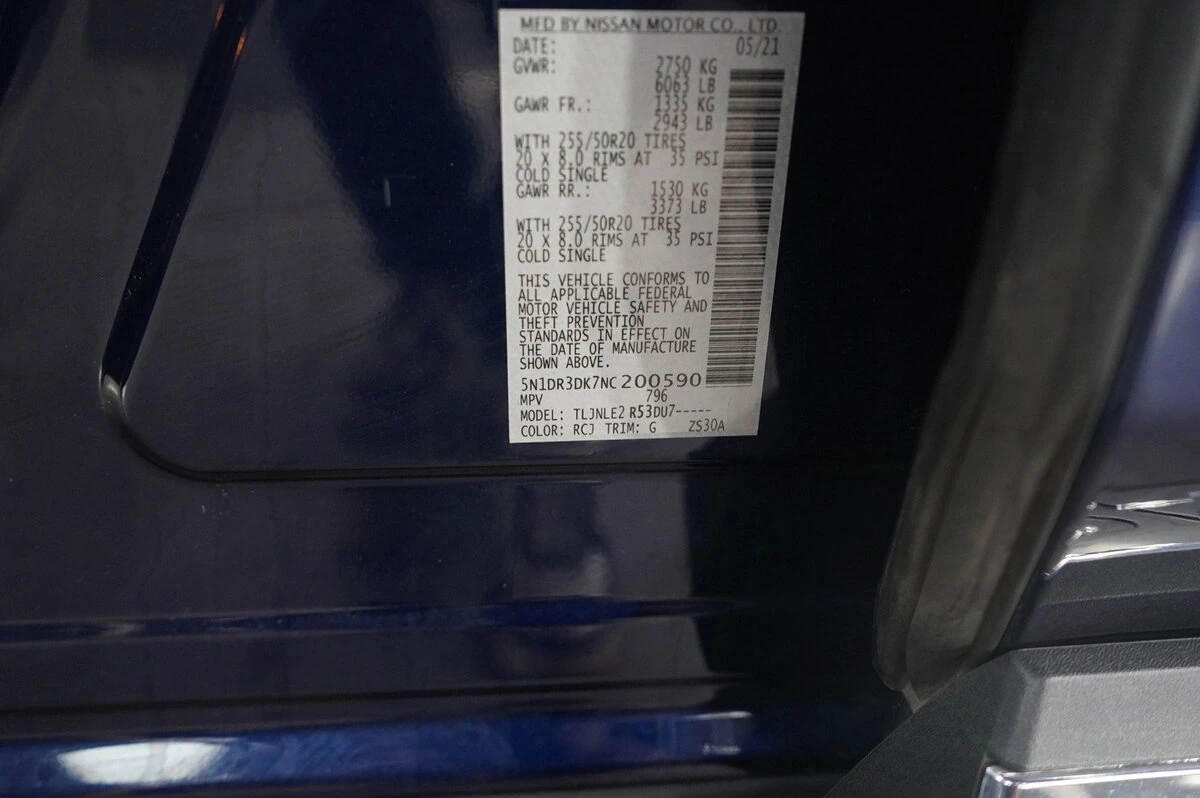 MFD BY NISSAN MOTOR CO., LTD.
DATE: 05/21
GVWR: 2750 KG
6063 LB
GAWR FR.: 1335 KG
2943 LB
WITH 255/50R20 TIRES
20 X 8.0 RIMS AT 35 PSI
COLD SINGLE
GAWR RR.: 1530 KG
3373 LB
WITH 255/50R20 TIRES
20 X 8.0 RIMS AT 35 PSI
COLD SINGLE
THIS VEHICLE CONFORMS TO
ALL APPLICABLE FEDERAL
MOTOR VEHICLE SAFETY AND
THEFT PREVENTION
STANDARDS IN EFFECT ON
THE DATE OF MANUFACTURE
SHOWN ABOVE.
5N1DR3DK7NC200590
MPV 796
MODEL: TLJNLE2 R53DU7-----
COLOR: RCJ TRIM: G ZS30A